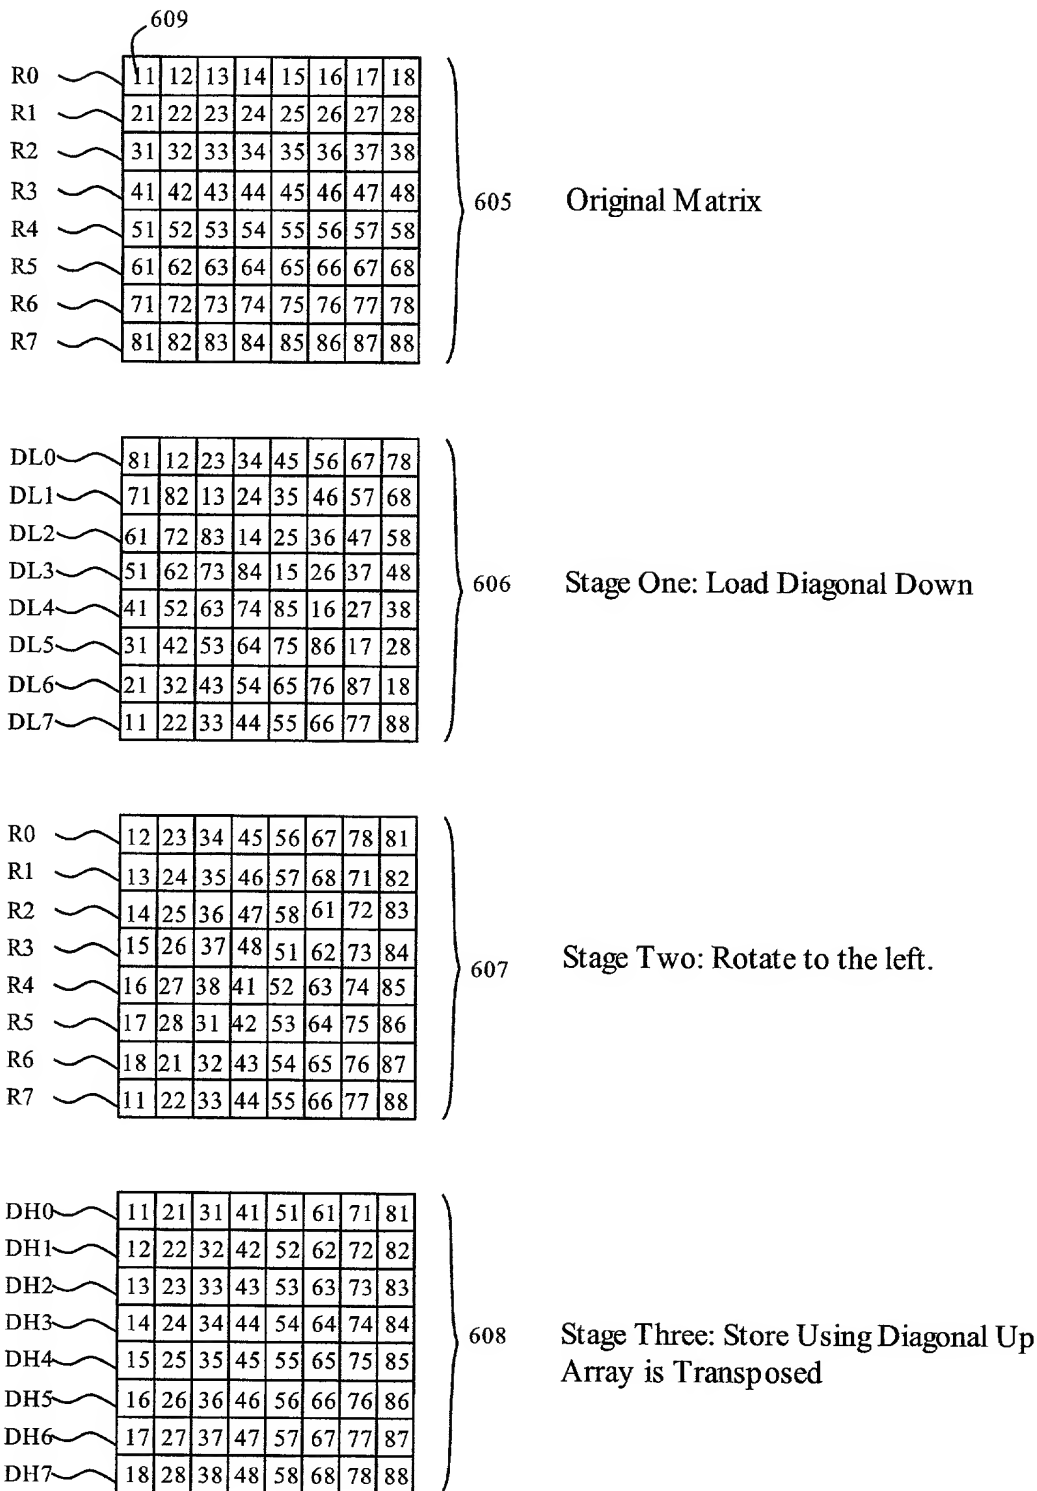 609
R0 11 12 13 14 15 16 17 18
R1 21 22 23 24 25 26 27 28
R2 31 32 33 34 35 36 37 38
R3 41 42 43 44 45 46 47 48
605 Original Matrix
R4 51 52 53 54 55 56 57 58
R5 61 62 63 64 65 66 67 68
R6 71 72 73 74 75 76 77 78
R7 81 82 83 84 85 86 87 88
DL0 81 12 23 34 45 56 67 78
DL1 71 82 13 24 35 46 57 68
DL2 61 72 83 14 25 36 47 58
DL3 51 62 73 84 15 26 37 48
606 Stage One: Load Diagonal Down
DL4 41 52 63 74 85 16 27 38
DL5 31 42 53 64 75 86 17 28
DL6 21 32 43 54 65 76 87 18
DL7 11 22 33 44 55 66 77 88
R0 12 23 34 45 56 67 78 81
R1 13 24 35 46 57 68 71 82
R2 14 25 36 47 58 61 72 83
R3 15 26 37 48 51 62 73 84
607 Stage Two: Rotate to the left.
R4 16 27 38 41 52 63 74 85
R5 17 28 31 42 53 64 75 86
R6 18 21 32 43 54 65 76 87
R7 11 22 33 44 55 66 77 88
DH0 11 21 31 41 51 61 71 81
DH1 12 22 32 42 52 62 72 82
DH2 13 23 33 43 53 63 73 83
DH3 14 24 34 44 54 64 74 84
608 Stage Three: Store Using Diagonal Up
Array is Transposed
DH4 15 25 35 45 55 65 75 85
DH5 16 26 36 46 56 66 76 86
DH6 17 27 37 47 57 67 77 87
DH7 18 28 38 48 58 68 78 88